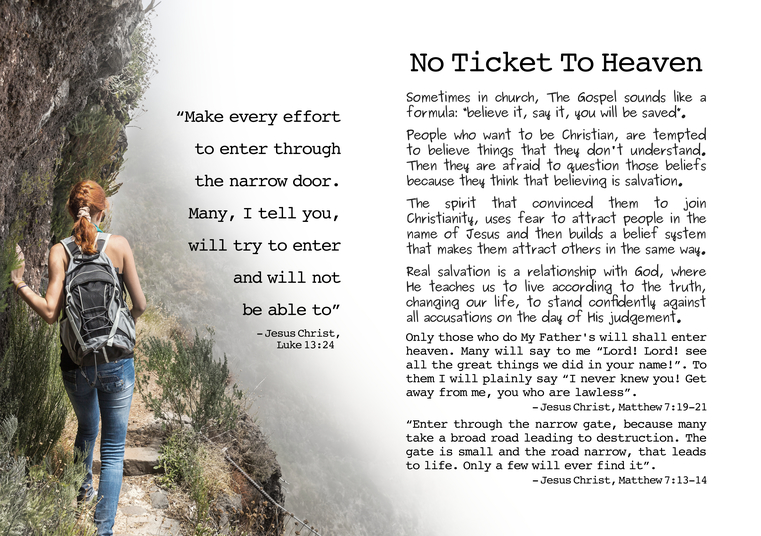 “Make every effort
to enter through
the narrow door.
Many, I tell you,
will try to enter
and will not
be able to”
– Jesus Christ,
Luke 13:24
No Ticket To Heaven
Sometimes in church, The Gospel sounds like a
formula: "believe it, say it, you will be saved".
People who want to be Christian, are tempted
to believe things that they don't understand.
Then they are afraid to question those beliefs
because they think that believing is salvation.
The spirit that convinced them to join
Christianity, uses fear to attract people in the
name of Jesus and then builds a belief system
that makes them attract others in the same way.
Real salvation is a relationship with God, where
He teaches us to live according to the truth,
changing our life, to stand confidently against
all accusations on the day of His judgement.
Only those who do My Father's will shall enter
heaven. Many will say to me “Lord! Lord! see
all the great things we did in your name!”. To
them I will plainly say “I never knew you! Get
away from me, you who are lawless”.
– Jesus Christ, Matthew 7:19–21
“Enter through the narrow gate, because many
take a broad road leading to destruction. The
gate is small and the road narrow, that leads
to life. Only a few will ever find it”.
– Jesus Christ, Matthew 7:13–14